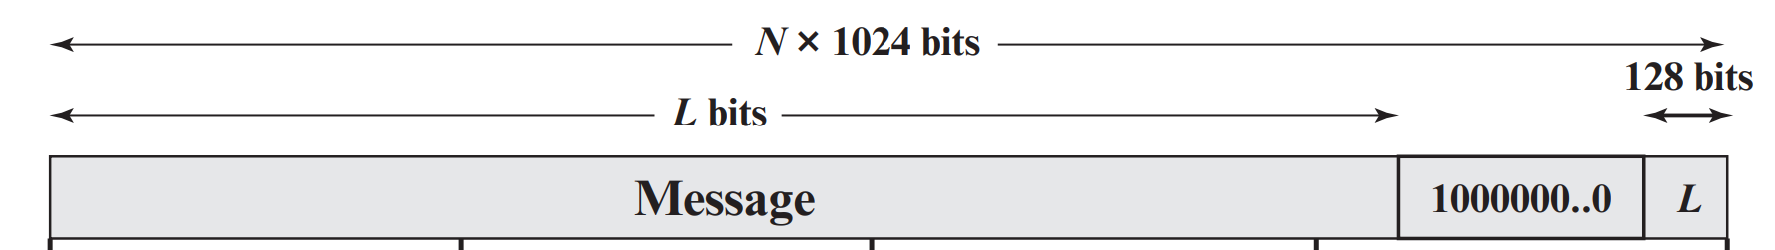 N × 1024 bits
128 bits
L bits
Message 1000000..0 L